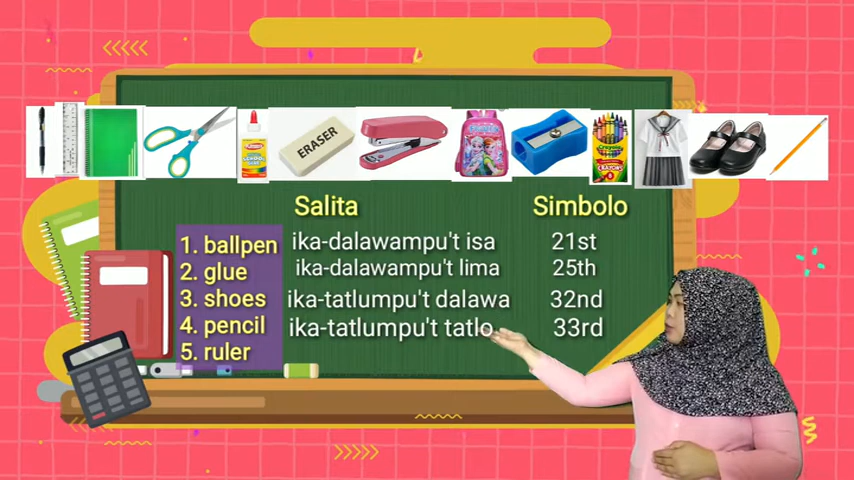 ERASER
Salita Simbolo
1. ballpen ika-dalawampu't isa 21st
2. glue ika-dalawampu't lima 25th
3. shoes ika-tatlumpu't dalawa 32nd
4. pencil ika-tatlumpu't tatlo 33rd
5. ruler